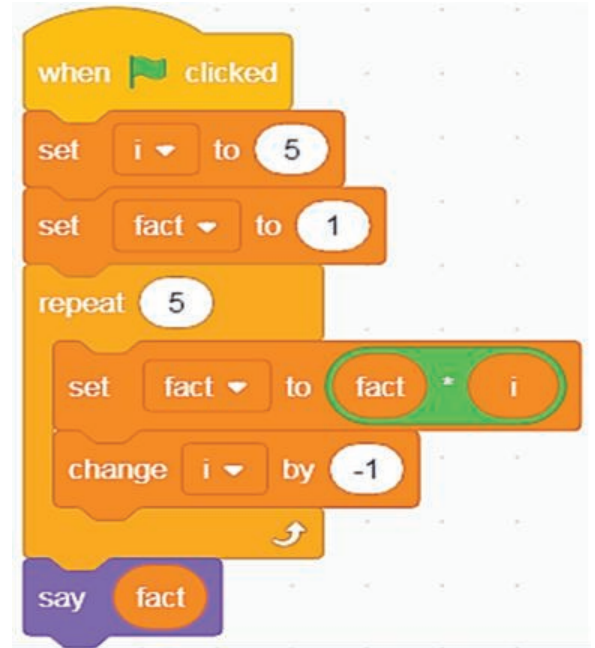 when clicked
set i to 5
set fact to 1
repeat 5
set fact to fact * i
change i by -1
say fact